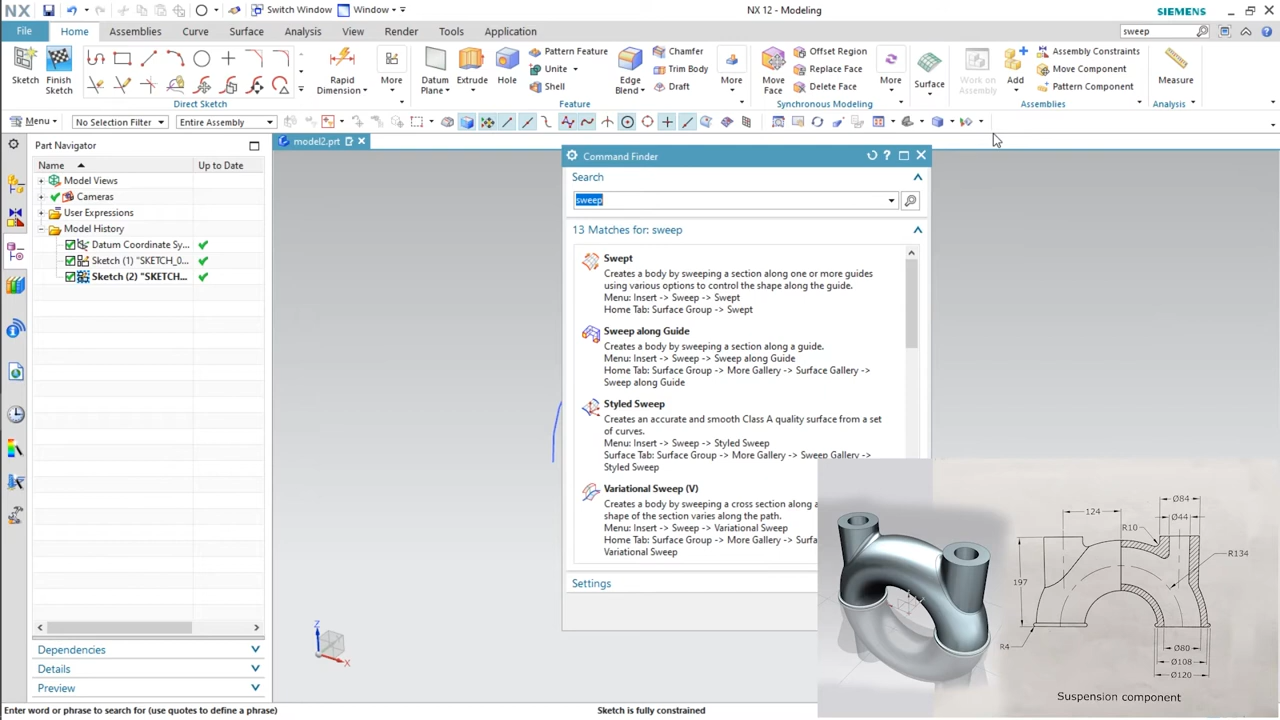 NX
Switch Window
Window
NX 12 - Modeling
SIEMENS
File
Home
Assemblies
Curve
Surface
Analysis
View
Render
Tools
Application
sweep
Sketch
Finish
Sketch
Rapid
Dimension
More
Direct Sketch
Datum
Plane
Extrude
Hole
Pattern Feature
Unite
Shell
Edge
Blend
Chamfer
Trim Body
Draft
More
Feature
Move
Face
Offset Region
Replace Face
Delete Face
More
Synchronous Modeling
Surface
Work on
Assembly
Add
Assembly Constraints
Move Component
Pattern Component
Assemblies
Measure
Analysis
Menu
No Selection Filter
Entire Assembly
Part Navigator
model2.prt
Name
Up to Date
Model Views
Cameras
User Expressions
Model History
Datum Coordinate Sy...
Sketch (1) "SKETCH_0...
Sketch (2) "SKETCH...
Dependencies
Details
Preview
Command Finder
Search
sweep
13 Matches for: sweep
Swept
Creates a body by sweeping a section along one or more guides
using various options to control the shape along the guide.
Menu: Insert -> Sweep -> Swept
Home Tab: Surface Group -> Swept
Sweep along Guide
Creates a body by sweeping a section along a guide.
Menu: Insert -> Sweep -> Sweep along Guide
Home Tab: Surface Group -> More Gallery -> Surface Gallery ->
Sweep along Guide
Styled Sweep
Creates an accurate and smooth Class A quality surface from a set
of curves.
Menu: Insert -> Sweep -> Styled Sweep
Surface Tab: Surface Group -> More Gallery -> Sweep Gallery ->
Styled Sweep
Variational Sweep (V)
Creates a body by sweeping a cross section along a
shape of the section varies along the path.
Menu: Insert -> Sweep -> Variational Sweep
Home Tab: Surface Group -> More Gallery -> Su
Variational Sweep
Settings
Z
X
Ø84
124
Ø44
R10
R134
197
R4
Ø80
Ø108
Ø120
Suspension component
Enter word or phrase to search for (use quotes to define a phrase)
Sketch is fully constrained